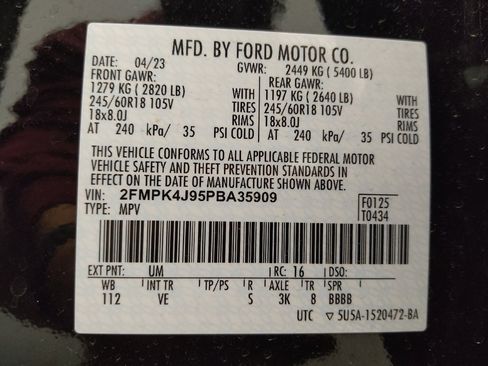 MFD. BY FORD MOTOR CO.
DATE: 04/23 GVWR: 2449 KG ( 5400 LB)
FRONT GAWR: REAR GAWR:
1279 KG ( 2820 LB) WITH 1197 KG ( 2640 LB) WITH
245/60R18 105V TIRES 245/60R18 105V TIRES
18x8.0J RIMS 18x8.0J RIMS
AT 240 kPa/ 35 PSI COLD AT 240 kPa/ 35 PSI COLD
THIS VEHICLE CONFORMS TO ALL APPLICABLE FEDERAL MOTOR
VEHICLE SAFETY AND THEFT PREVENTION STANDARDS IN
EFFECT ON THE DATE OF MANUFACTURE SHOWN ABOVE.
VIN: 2FMPK4J95PBA35909 F0125
TYPE: MPV T0434
EXT PNT: UM RC: 16 DSO:
WB INT TR TP/PS R AXLE TR SPR
112 VE S 3K 8 BBBB
UTC ▽ 5U5A-1520472-BA